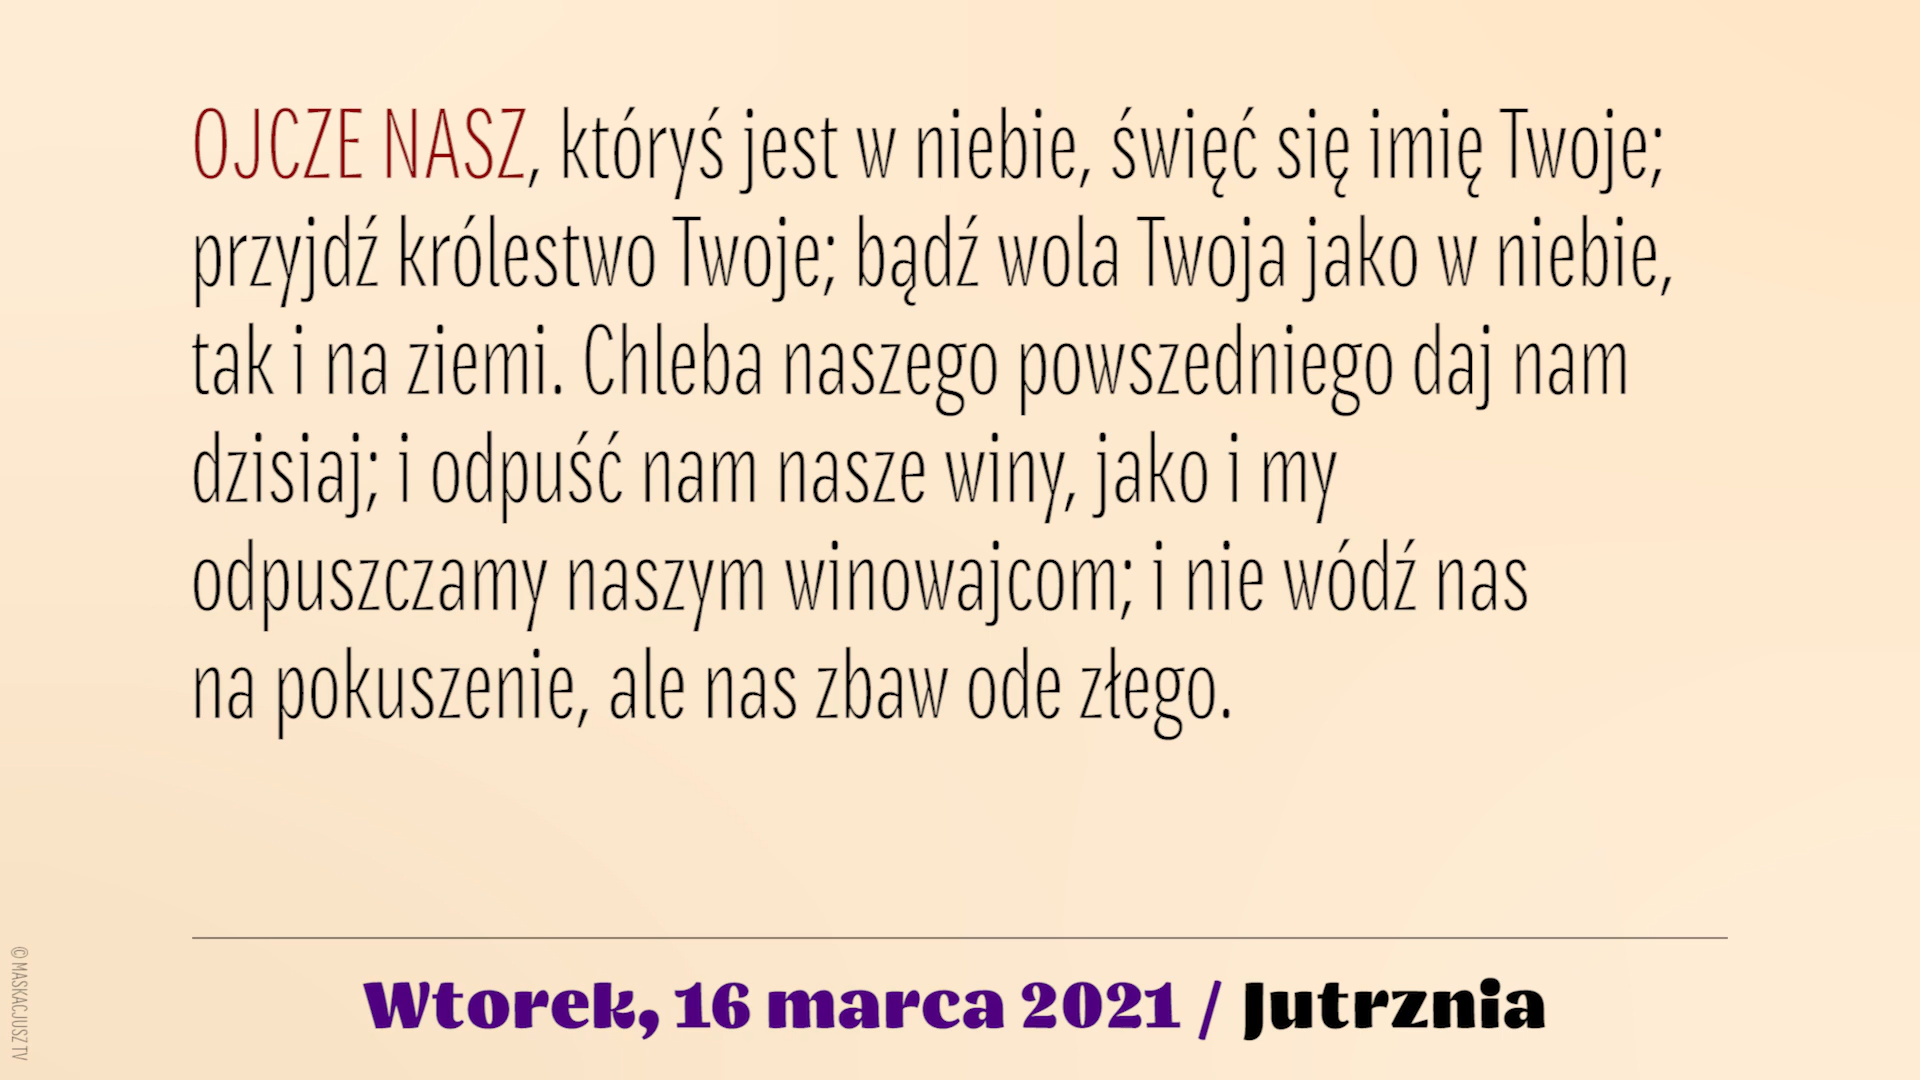 OJCZE NASZ, któryś jest w niebie, święć się imię Twoje;
przyjdź królestwo Twoje; bądź wola Twoja jako w niebie,
tak i na ziemi. Chleba naszego powszedniego daj nam
dzisiaj; i odpuść nam nasze winy, jako i my
odpuszczamy naszym winowajcom; i nie wódź nas
na pokuszenie, ale nas zbaw ode złego.
© MASKACJUSZ TV
Wtorek, 16 marca 2021 / Jutrznia